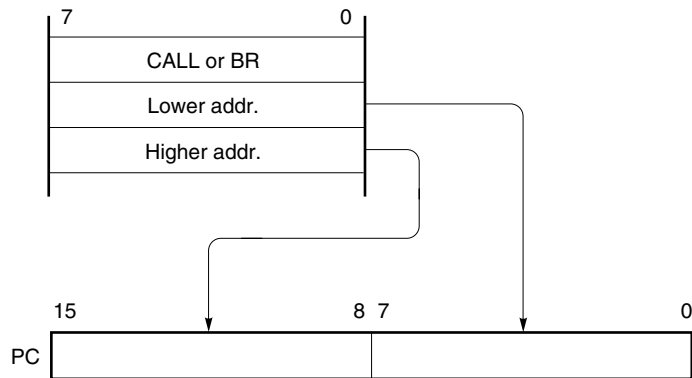 7 0
CALL or BR
Lower addr.
Higher addr.
15 8 7 0
PC